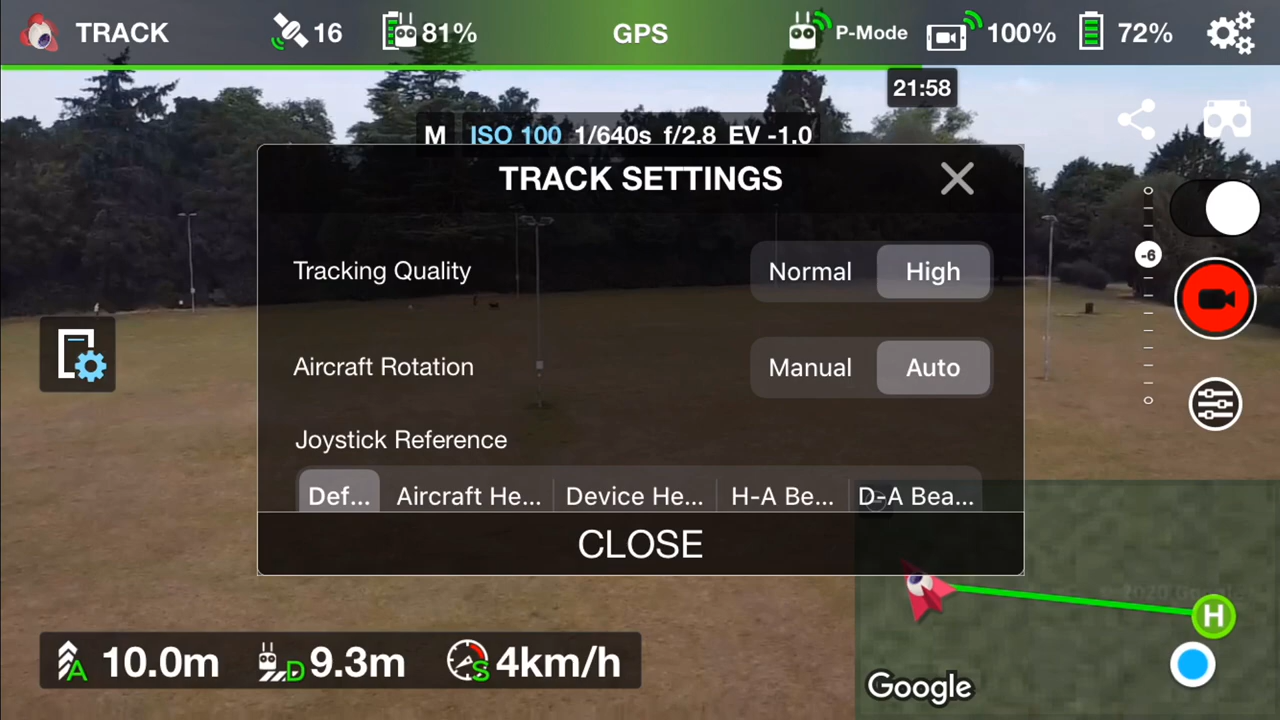 TRACK 16 81% GPS P-Mode 100% 72%
21:58
M ISO 100 1/640s f/2.8 EV -1.0
TRACK SETTINGS
Tracking Quality Normal High
-6
Aircraft Rotation Manual Auto
Joystick Reference
Def... Aircraft He... Device He... H-A Be... D-A Bea...
CLOSE
H
A 10.0m D 9.3m S 4km/h
Google